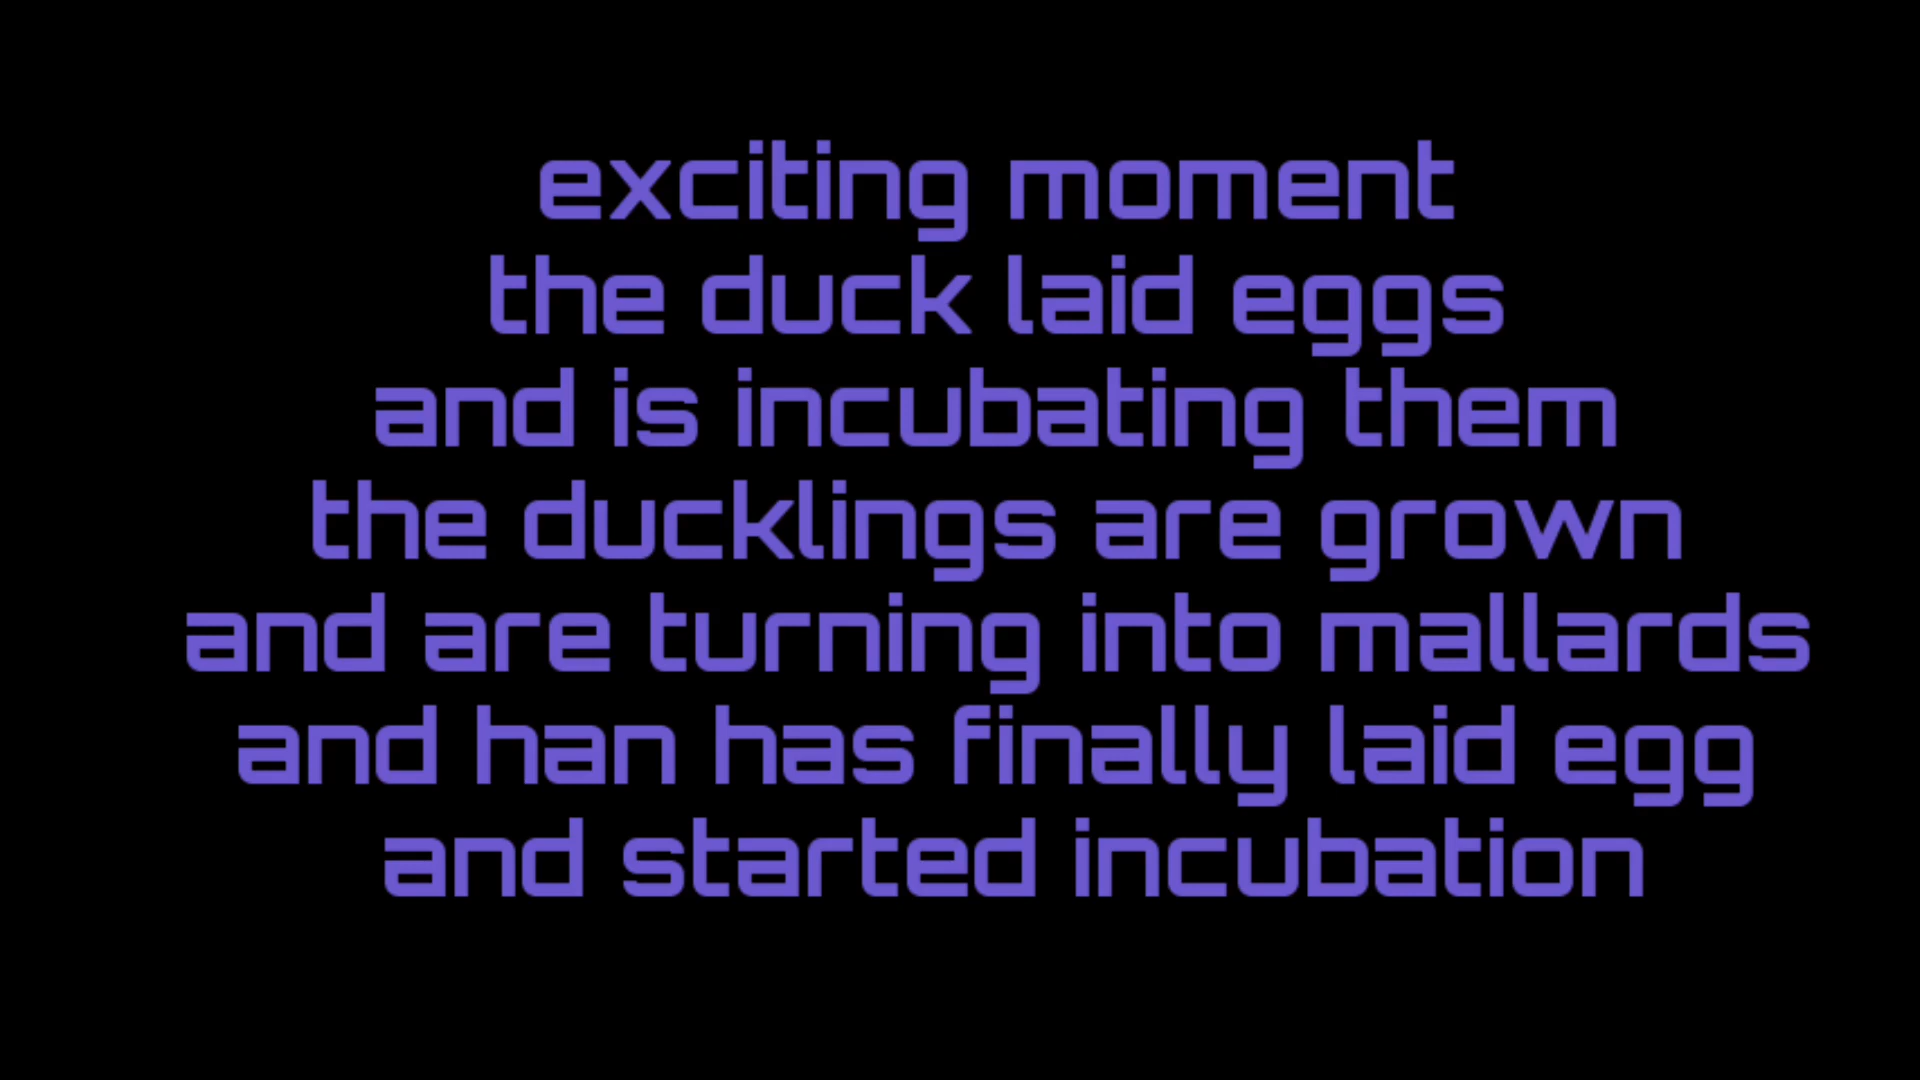 exciting moment
the duck laid eggs
and is incubating them
the ducklings are grown
and are turning into mallards
and han has finally laid egg
and started incubation